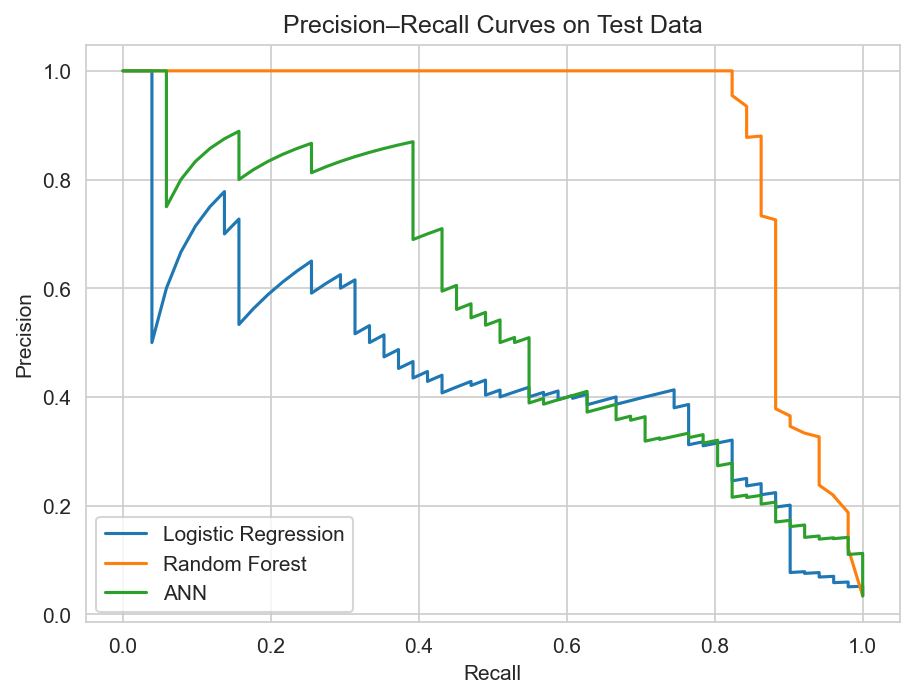 Precision–Recall Curves on Test Data
1.0
0.8
0.6
0.4
0.2
0.0
Precision
Logistic Regression
Random Forest
ANN
0.0
0.2
0.4
0.6
0.8
1.0
Recall